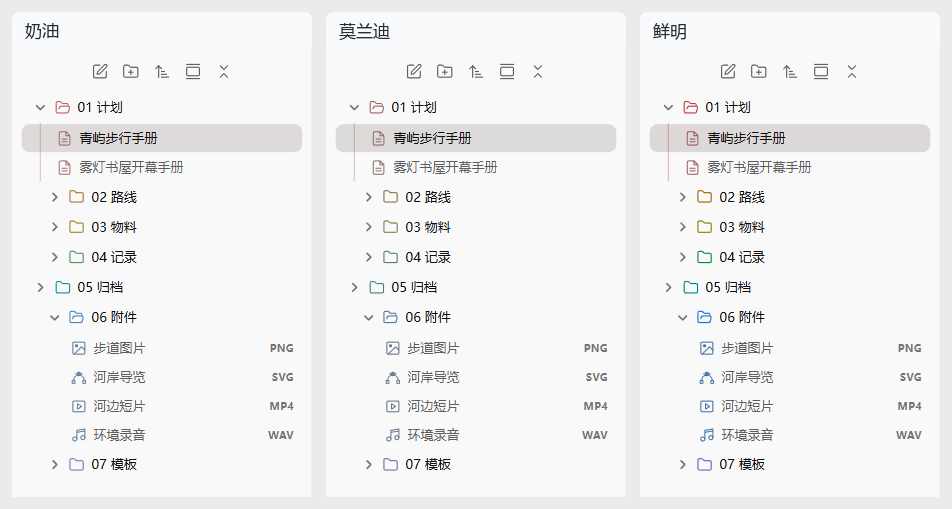 奶油
01 计划
青屿步行手册
雾灯书屋开幕手册
02 路线
03 物料
04 记录
05 归档
06 附件
步道图片 PNG
河岸导览 SVG
河边短片 MP4
环境录音 WAV
07 模板
莫兰迪
01 计划
青屿步行手册
雾灯书屋开幕手册
02 路线
03 物料
04 记录
05 归档
06 附件
步道图片 PNG
河岸导览 SVG
河边短片 MP4
环境录音 WAV
07 模板
鲜明
01 计划
青屿步行手册
雾灯书屋开幕手册
02 路线
03 物料
04 记录
05 归档
06 附件
步道图片 PNG
河岸导览 SVG
河边短片 MP4
环境录音 WAV
07 模板